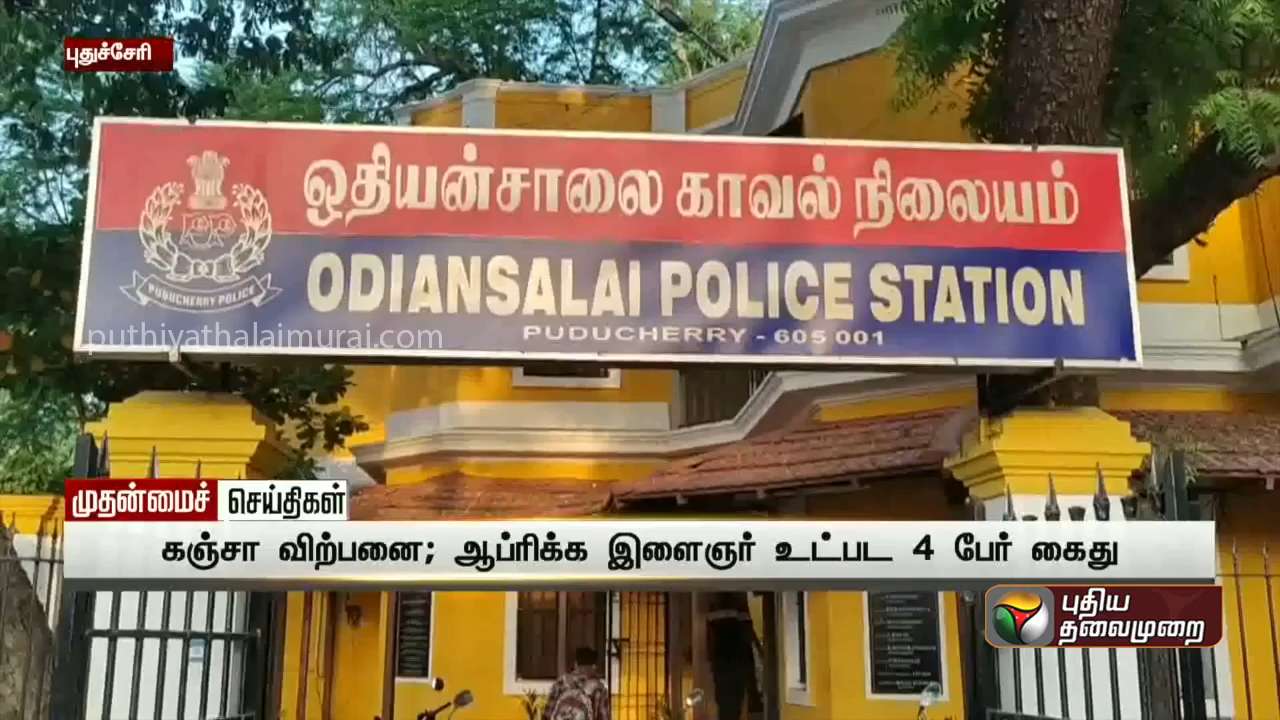 புதுச்சேரி
ஒதியன்சாலை காவல் நிலையம்
ODIANSALAI POLICE STATION
PUDUCHERRY - 605 001
PUDUCHERRY POLICE
puthiyathalaimurai.com
முதன்மைச் செய்திகள்
கஞ்சா விற்பனை; ஆப்ரிக்க இளைஞர் உட்பட 4 பேர் கைது
புதிய
தலைமுறை